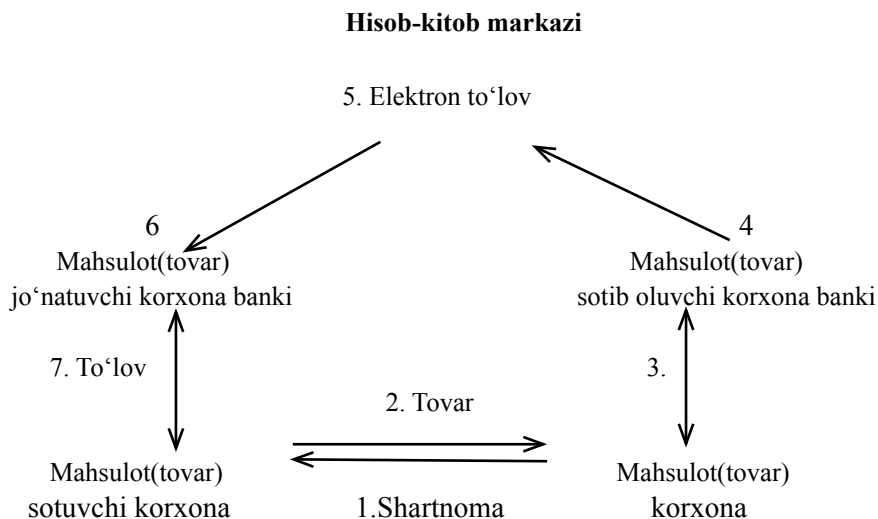 Hisob-kitob markazi
5. Elektron to‘lov
6
4
Mahsulot(tovar)
jo‘natuvchi korxona banki
Mahsulot(tovar)
sotib oluvchi korxona banki
7. To‘lov
3.
2. Tovar
Mahsulot(tovar)
sotuvchi korxona
1.Shartnoma
Mahsulot(tovar)
korxona